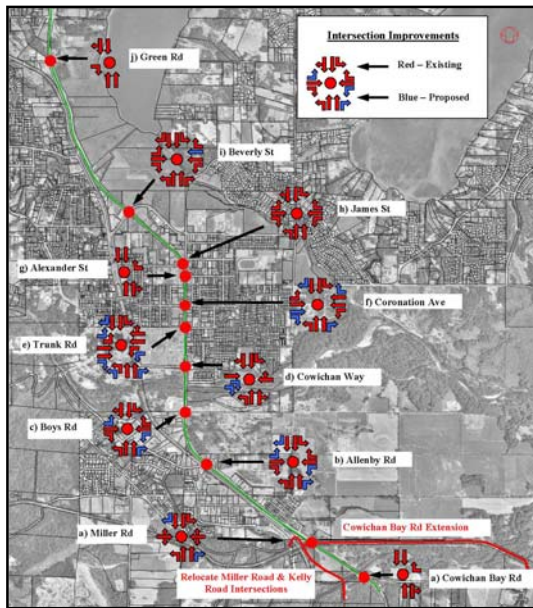 Intersection Improvements
Red – Existing
Blue – Proposed
j) Green Rd
i) Beverly St
h) James St
g) Alexander St
f) Coronation Ave
e) Trunk Rd
d) Cowichan Way
c) Boys Rd
b) Allenby Rd
a) Miller Rd
Cowichan Bay Rd Extension
Relocate Miller Road & Kelly
Road Intersections
a) Cowichan Bay Rd